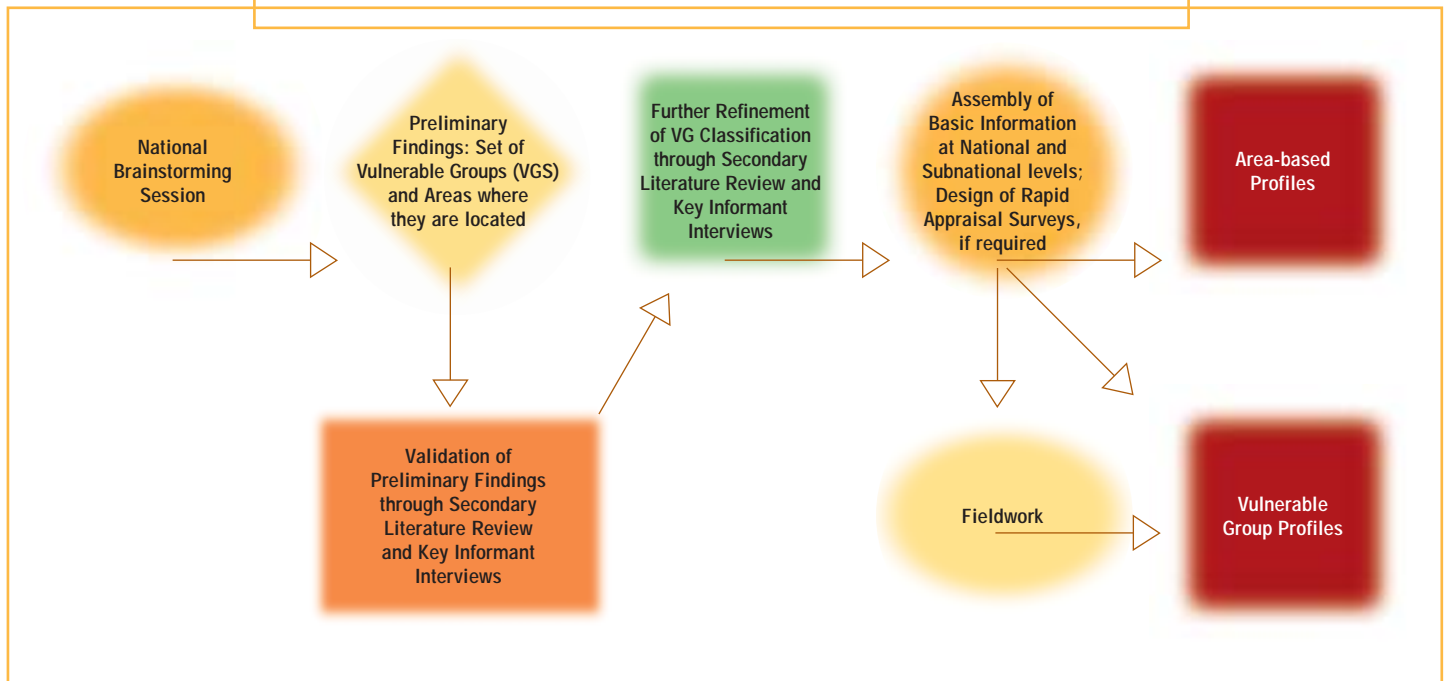 National
Brainstorming
Session
Preliminary
Findings: Set of
Vulnerable Groups (VGS)
and Areas where
they are located
Validation of
Preliminary Findings
through Secondary
Literature Review
and Key Informant
Interviews
Further Refinement
of VG Classification
through Secondary
Literature Review and
Key Informant
Interviews
Assembly of
Basic Information
at National and
Subnational levels;
Design of Rapid
Appraisal Surveys,
if required
Area-based
Profiles
Fieldwork
Vulnerable
Group Profiles